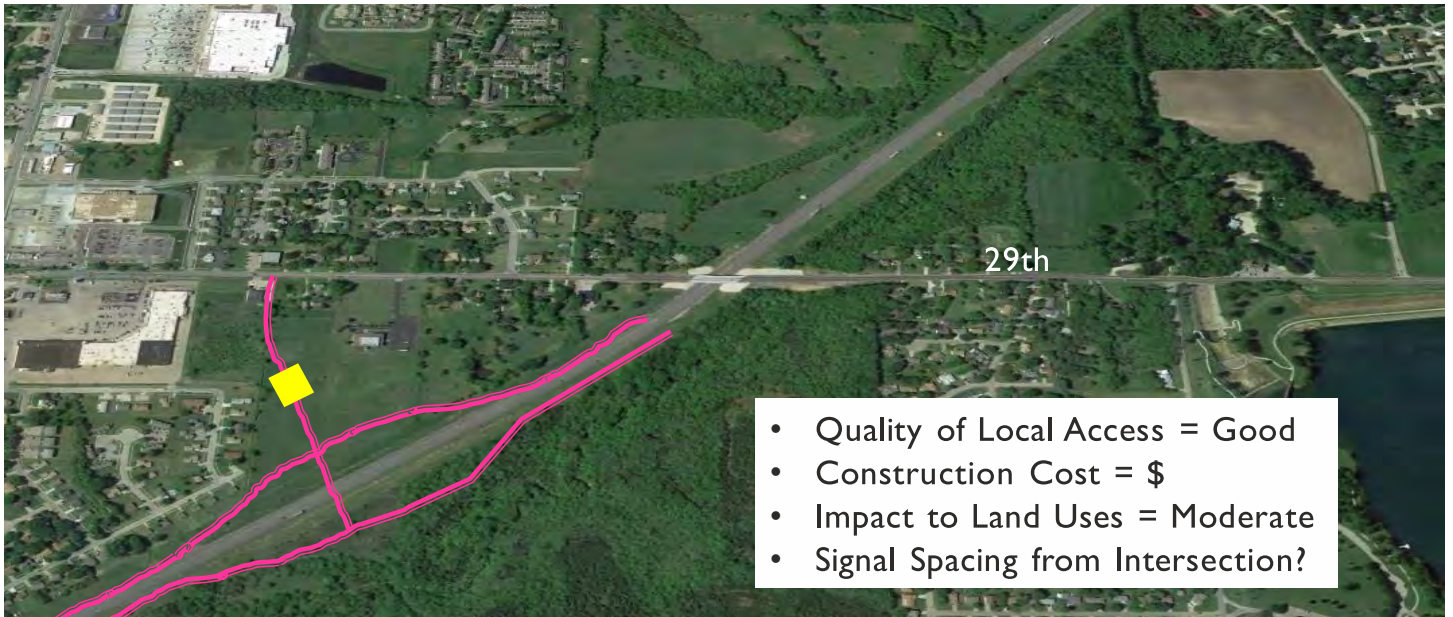 29th
• Quality of Local Access = Good
• Construction Cost = $
• Impact to Land Uses = Moderate
• Signal Spacing from Intersection?